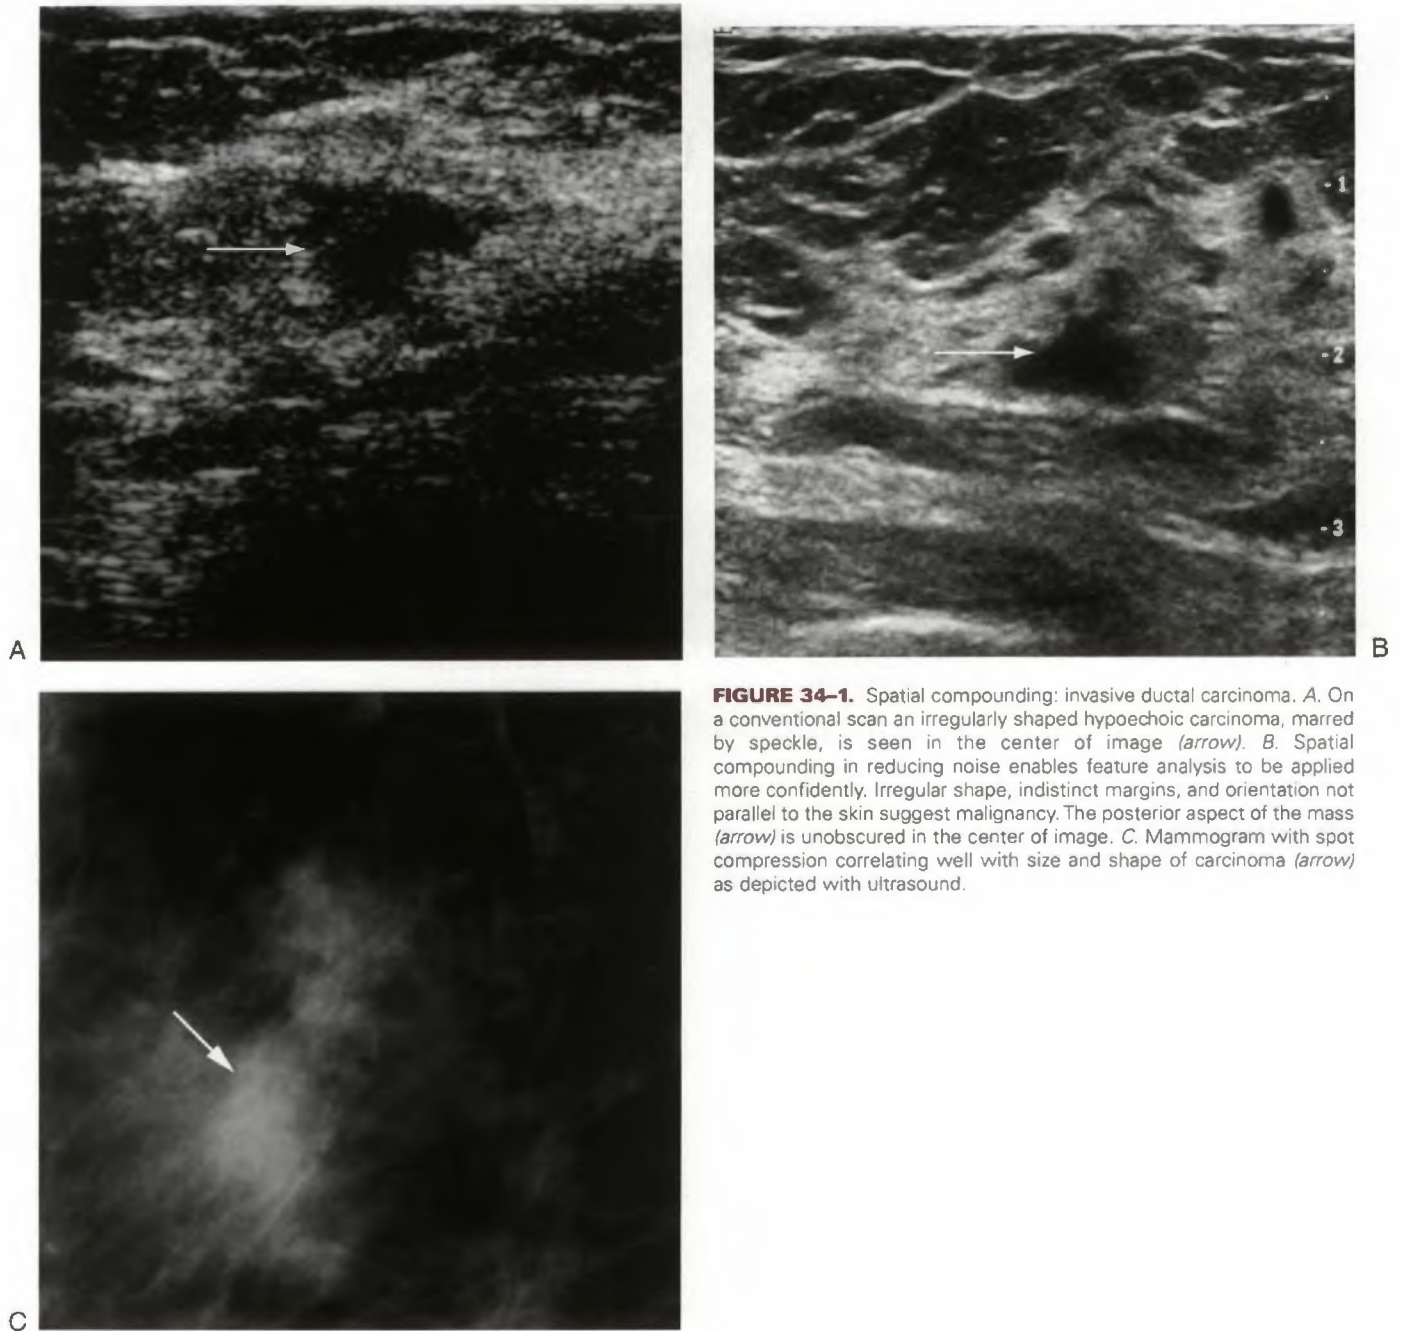 -1
-2
-3
A
B
FIGURE 34–1. Spatial compounding: invasive ductal carcinoma. A. On
a conventional scan an irregularly shaped hypoechoic carcinoma, marred
by speckle, is seen in the center of image (arrow). B. Spatial
compounding in reducing noise enables feature analysis to be applied
more confidently. Irregular shape, indistinct margins, and orientation not
parallel to the skin suggest malignancy. The posterior aspect of the mass
(arrow) is unobscured in the center of image. C. Mammogram with spot
compression correlating well with size and shape of carcinoma (arrow)
as depicted with ultrasound.
C